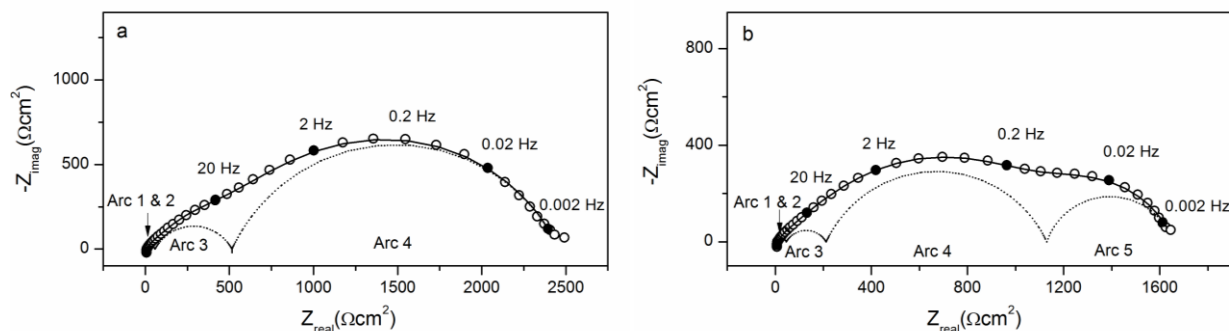 a
1000
500
0
-Z_imag(Ωcm²)
Arc 1 & 2
20 Hz
2 Hz
0.2 Hz
0.02 Hz
0.002 Hz
Arc 3
Arc 4
0 500 1000 1500 2000 2500
Z_real(Ωcm²)
b
800
400
0
-Z_imag(Ωcm²)
Arc 1 & 2
20 Hz
2 Hz
0.2 Hz
0.02 Hz
0.002 Hz
Arc 3
Arc 4
Arc 5
0 400 800 1200 1600
Z_real(Ωcm²)